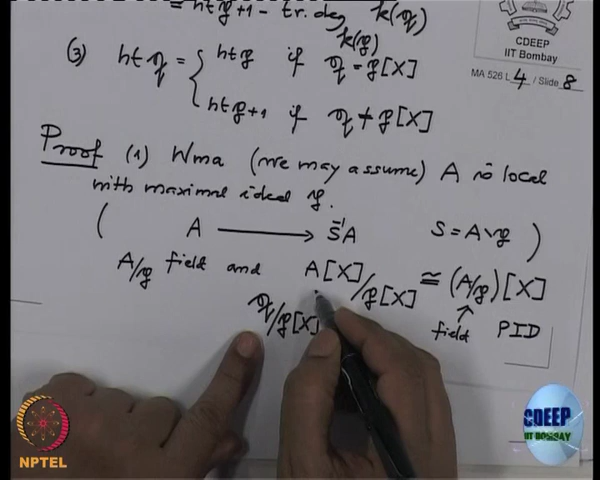 = ht 𝔭 + 1 - tr. deg_{k(𝔭)} k(𝔮)
CDEEP
IIT Bombay
MA 526 L 4 / Slide 8
(3) ht 𝔮 = { ht 𝔭 if 𝔮 = 𝔭[X]
ht 𝔭 + 1 if 𝔮 ≠ 𝔭[X]
Proof (1) Wma (we may assume) A is local
with maximal ideal 𝔭.
( A ⟶ S⁻¹A S = A∖𝔭 )
A/𝔭 field and A[X]/𝔭[X] ≅ (A/𝔭)[X]
𝔮/𝔭[X] ↑ field PID
NPTEL
CDEEP
IIT BOMBAY